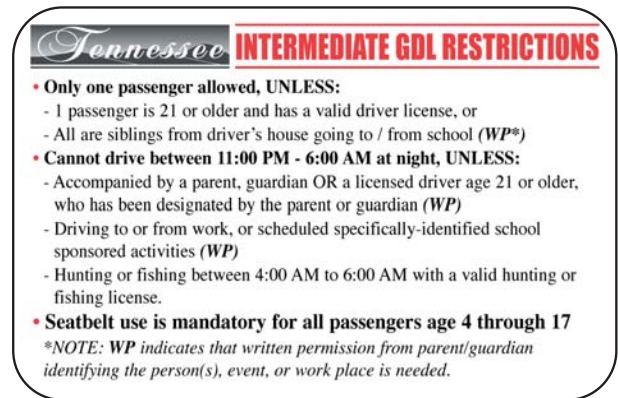 Tennessee INTERMEDIATE GDL RESTRICTIONS
• Only one passenger allowed, UNLESS:
- 1 passenger is 21 or older and has a valid driver license, or
- All are siblings from driver's house going to / from school (WP*)
• Cannot drive between 11:00 PM - 6:00 AM at night, UNLESS:
- Accompanied by a parent, guardian OR a licensed driver age 21 or older,
who has been designated by the parent or guardian (WP)
- Driving to or from work, or scheduled specifically-identified school
sponsored activities (WP)
- Hunting or fishing between 4:00 AM to 6:00 AM with a valid hunting or
fishing license.
• Seatbelt use is mandatory for all passengers age 4 through 17
*NOTE: WP indicates that written permission from parent/guardian
identifying the person(s), event, or work place is needed.